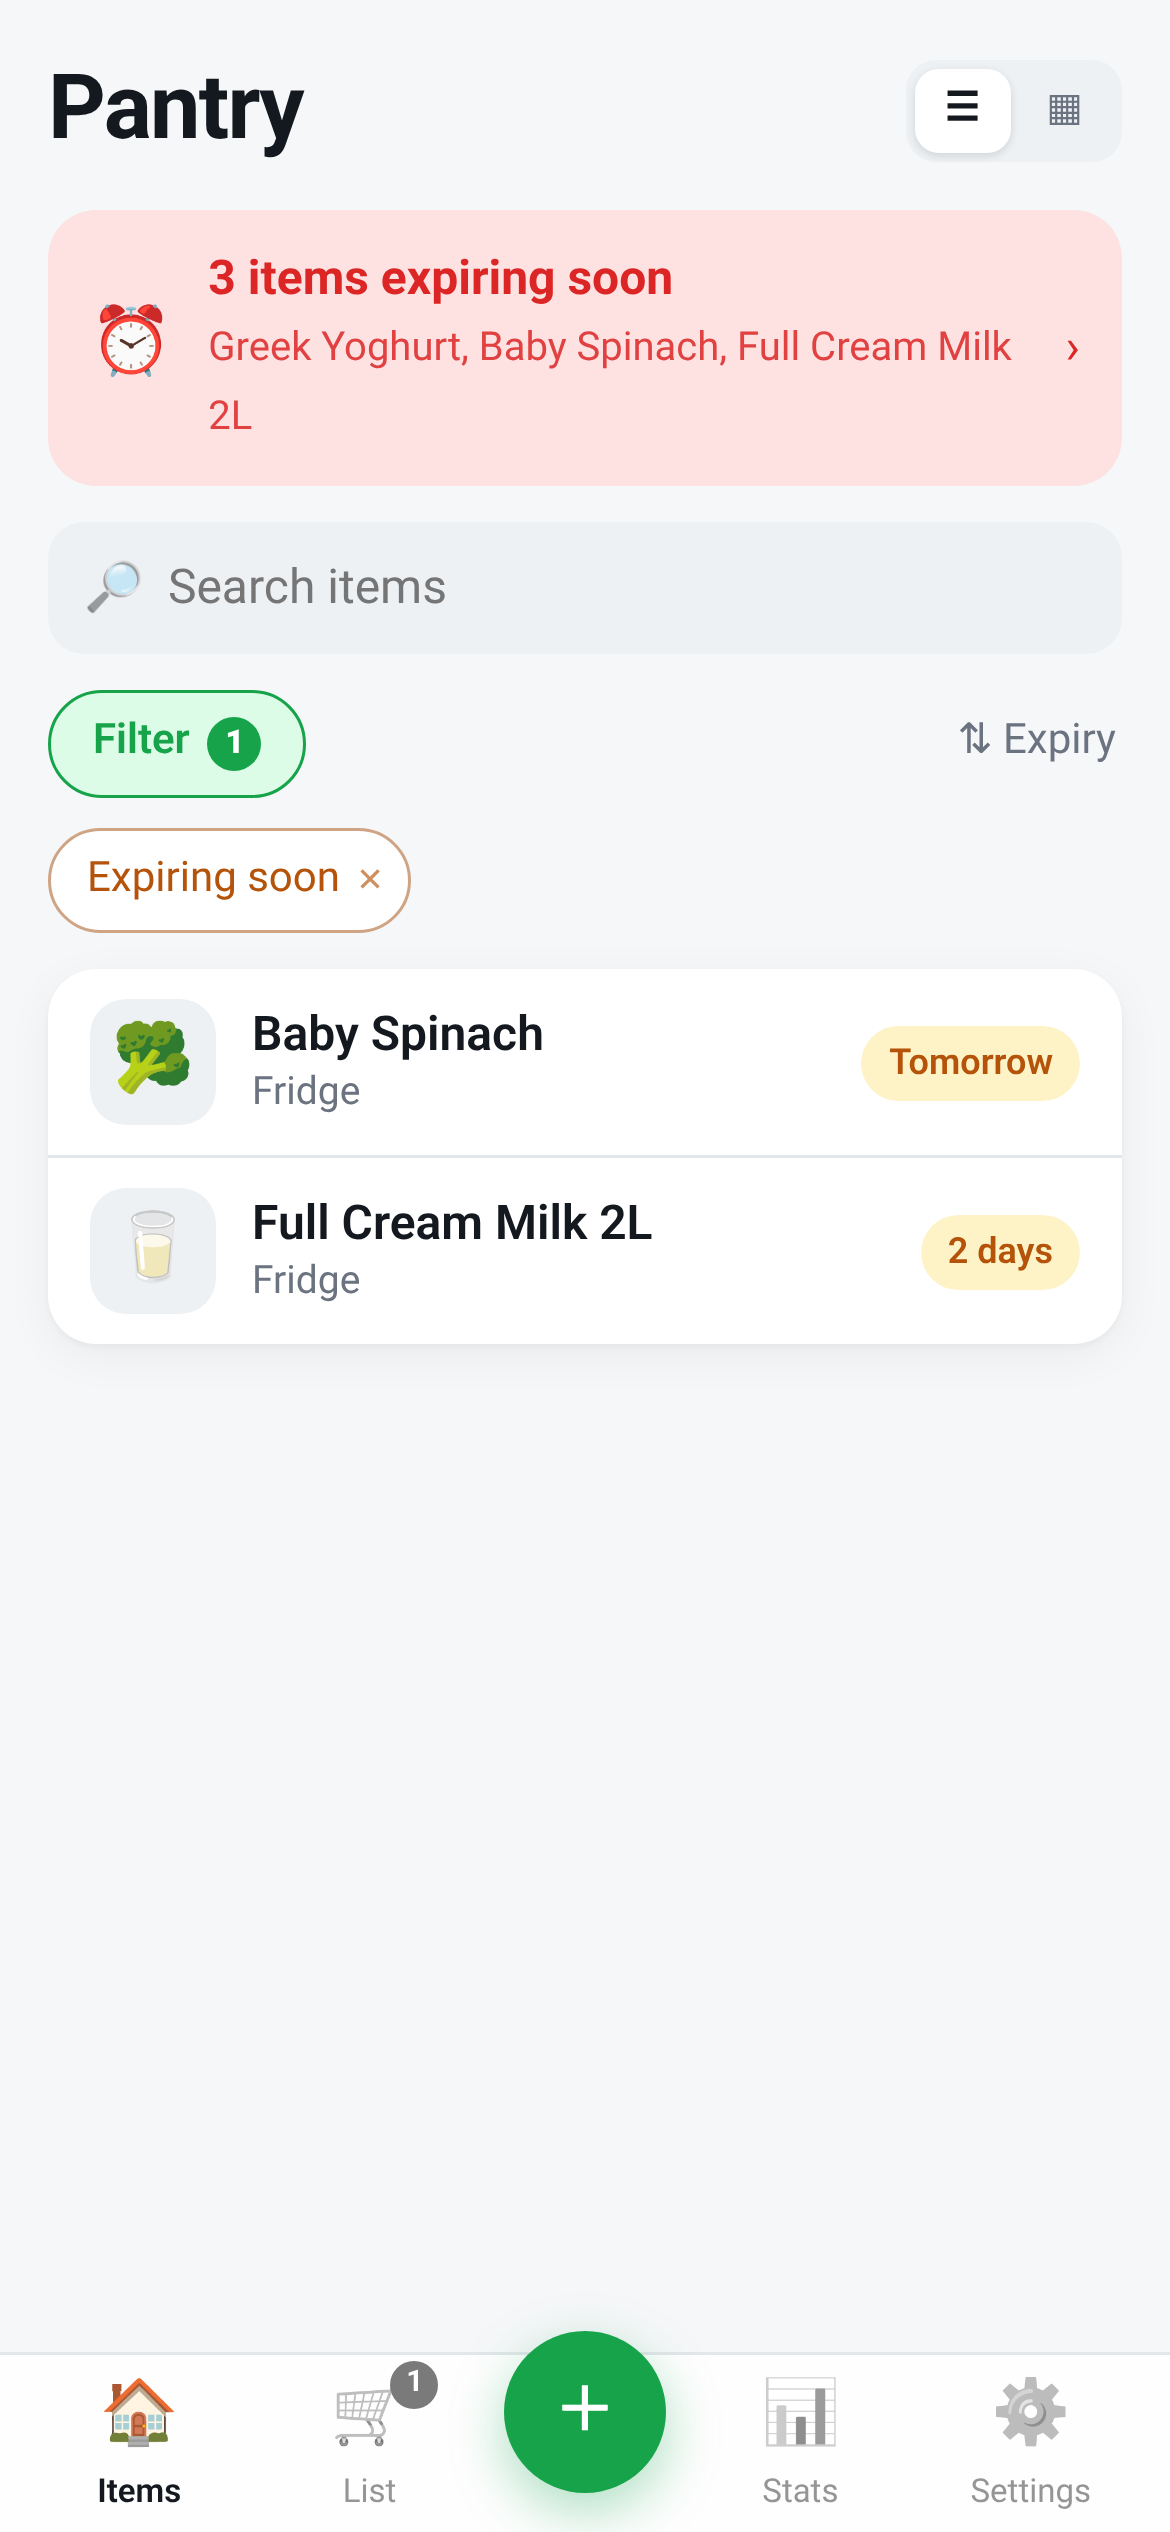 Pantry
3 items expiring soon
Greek Yoghurt, Baby Spinach, Full Cream Milk
2L
Search items
Filter 1
Expiry
Expiring soon ×
Baby Spinach
Fridge
Tomorrow
Full Cream Milk 2L
Fridge
2 days
1
Items
List
Stats
Settings